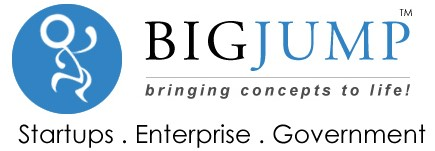 BIGJUMP™
bringing concepts to life!
Startups . Enterprise . Government